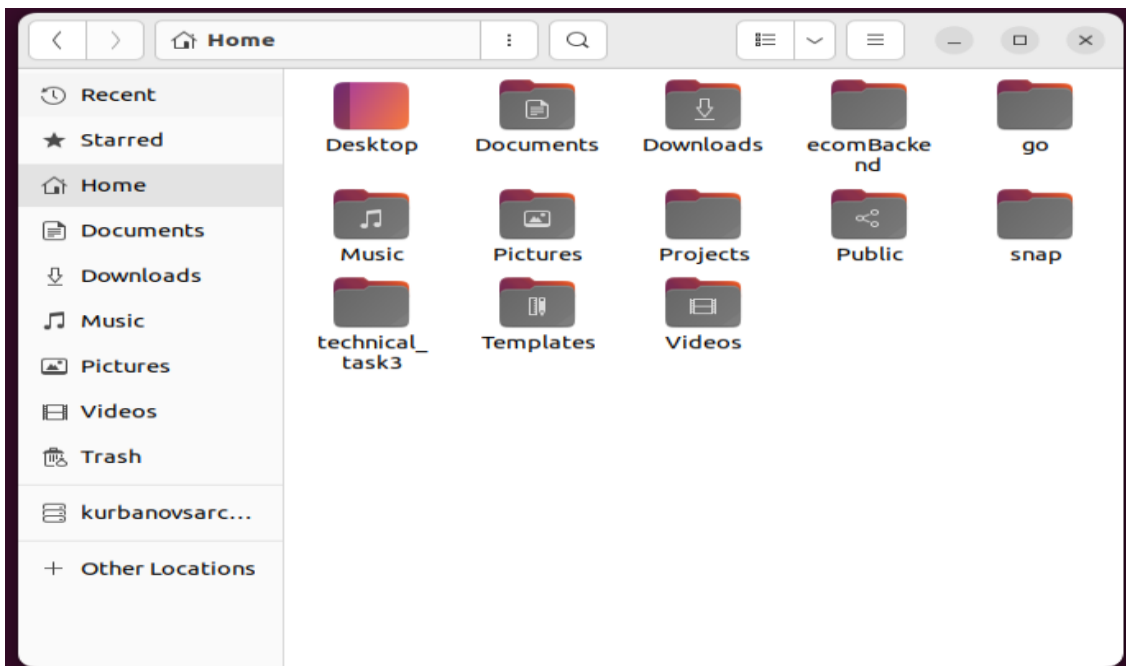 Home
Recent
Starred
Home
Documents
Downloads
Music
Pictures
Videos
Trash
kurbanovsarc...
Other Locations
Desktop
Documents
Downloads
ecomBacke
nd
go
Music
Pictures
Projects
Public
snap
technical_
task3
Templates
Videos